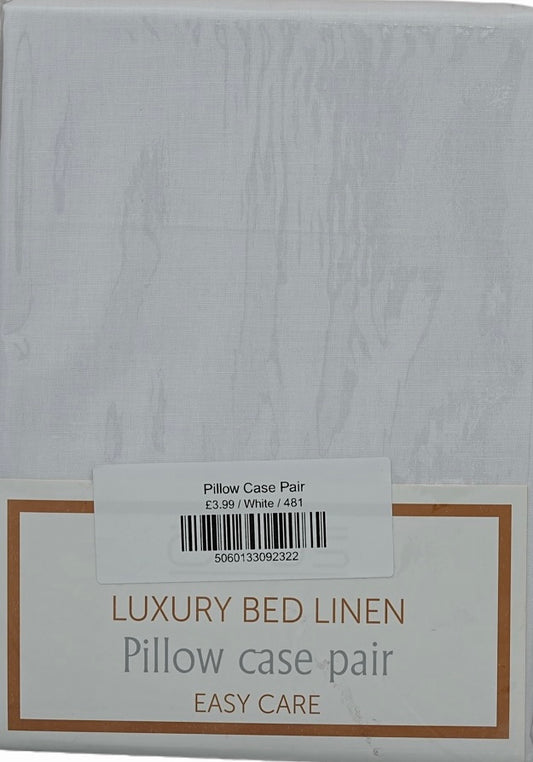 Pillow Case Pair
£3.99 / White / 481
5060133092322
LUXURY BED LINEN
Pillow case pair
EASY CARE